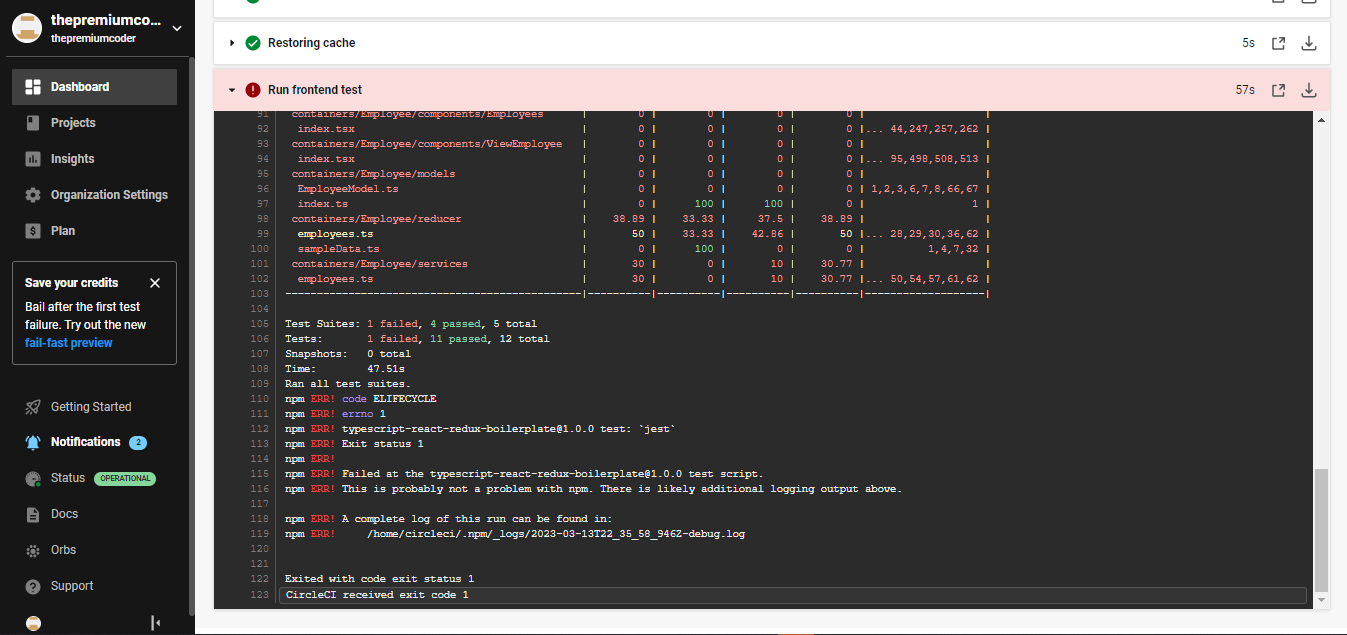 thepremiumco...
thepremiumcoder
Dashboard
Projects
Insights
Organization Settings
Plan
Save your credits
Bail after the first test
failure. Try out the new
fail-fast preview
Getting Started
Notifications 2
Status OPERATIONAL
Docs
Orbs
Support
Restoring cache 5s
Run frontend test 57s
91 containers/Employee/components/Employees | 0 | 0 | 0 | 0 | |
92 index.tsx | 0 | 0 | 0 | 0 |... 44,247,257,262 |
93 containers/Employee/components/ViewEmployee | 0 | 0 | 0 | 0 | |
94 index.tsx | 0 | 0 | 0 | 0 |... 95,498,508,513 |
95 containers/Employee/models | 0 | 0 | 0 | 0 | |
96 EmployeeModel.ts | 0 | 0 | 0 | 0 | 1,2,3,6,7,8,66,67 |
97 index.ts | 0 | 100 | 100 | 0 | 1 |
98 containers/Employee/reducer | 38.89 | 33.33 | 37.5 | 38.89 | |
99 employees.ts | 50 | 33.33 | 42.86 | 50 |... 28,29,30,36,62 |
100 sampleData.ts | 0 | 100 | 0 | 0 | 1,4,7,32 |
101 containers/Employee/services | 30 | 0 | 10 | 30.77 | |
102 employees.ts | 30 | 0 | 10 | 30.77 |... 50,54,57,61,62 |
103 -----------------------------------------------|----------|----------|----------|----------|-------------------|
104
105 Test Suites: 1 failed, 4 passed, 5 total
106 Tests: 1 failed, 11 passed, 12 total
107 Snapshots: 0 total
108 Time: 47.51s
109 Ran all test suites.
110 npm ERR! code ELIFECYCLE
111 npm ERR! errno 1
112 npm ERR! typescript-react-redux-boilerplate@1.0.0 test: `jest`
113 npm ERR! Exit status 1
114 npm ERR!
115 npm ERR! Failed at the typescript-react-redux-boilerplate@1.0.0 test script.
116 npm ERR! This is probably not a problem with npm. There is likely additional logging output above.
117
118 npm ERR! A complete log of this run can be found in:
119 npm ERR! /home/circleci/.npm/_logs/2023-03-13T22_35_58_946Z-debug.log
120
121
122 Exited with code exit status 1
123 CircleCI received exit code 1